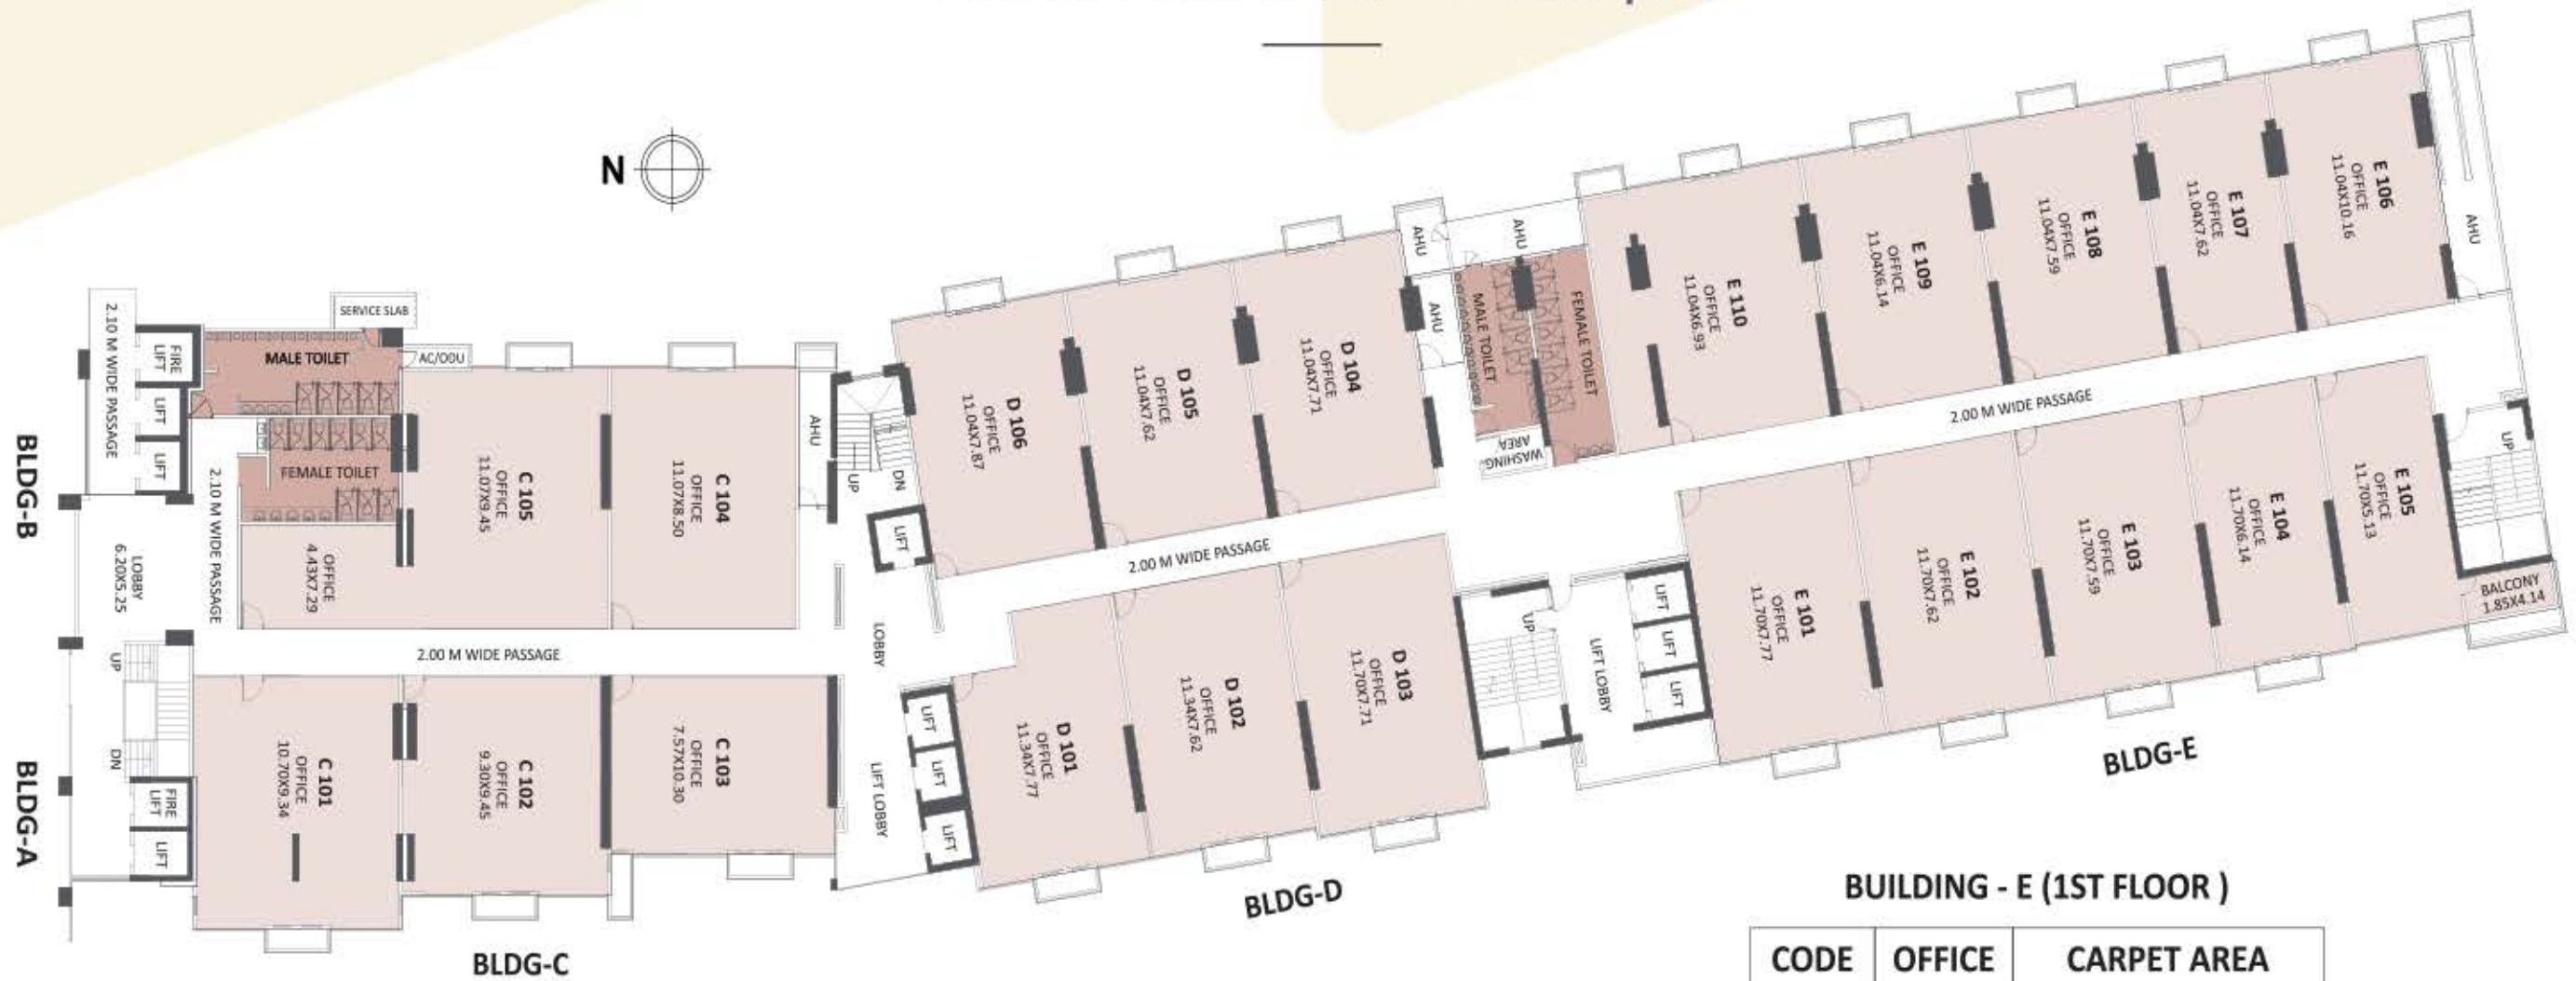 N
2.10 M WIDE PASSAGE
FIRE
LIFT
LIFT
LIFT
SERVICE SLAB
MALE TOILET
AC/ODU
FEMALE TOILET
2.10 M WIDE PASSAGE
BLDG-B
LOBBY
6.20X5.25
OFFICE
4.43X7.29
C 105
OFFICE
11.07X9.45
C 104
OFFICE
11.07X8.50
AHU
UP
DN
LIFT
2.00 M WIDE PASSAGE
LOBBY
UP
DN
FIRE
LIFT
LIFT
BLDG-A
C 101
OFFICE
10.70X9.34
C 102
OFFICE
9.30X9.45
C 103
OFFICE
7.57X10.30
LIFT LOBBY
LIFT
LIFT
LIFT
BLDG-C
D 106
OFFICE
11.04X7.87
D 105
OFFICE
11.04X7.62
D 104
OFFICE
11.04X7.71
2.00 M WIDE PASSAGE
D 101
OFFICE
11.34X7.77
D 102
OFFICE
11.34X7.62
D 103
OFFICE
11.70X7.71
BLDG-D
AHU
AHU
AHU
MALE TOILET
FEMALE TOILET
WASHING
AREA
E 110
OFFICE
11.04X6.93
E 109
OFFICE
11.04X6.14
E 108
OFFICE
11.04X7.59
E 107
OFFICE
11.04X7.62
E 106
OFFICE
11.04X10.16
AHU
2.00 M WIDE PASSAGE
UP
LIFT LOBBY
LIFT
LIFT
LIFT
E 101
OFFICE
11.70X7.77
E 102
OFFICE
11.70X7.62
E 103
OFFICE
11.70X7.59
E 104
OFFICE
11.70X6.14
E 105
OFFICE
11.70X5.13
UP
BALCONY
1.85X4.14
BLDG-E
BUILDING - E (1ST FLOOR )
CODE OFFICE CARPET AREA